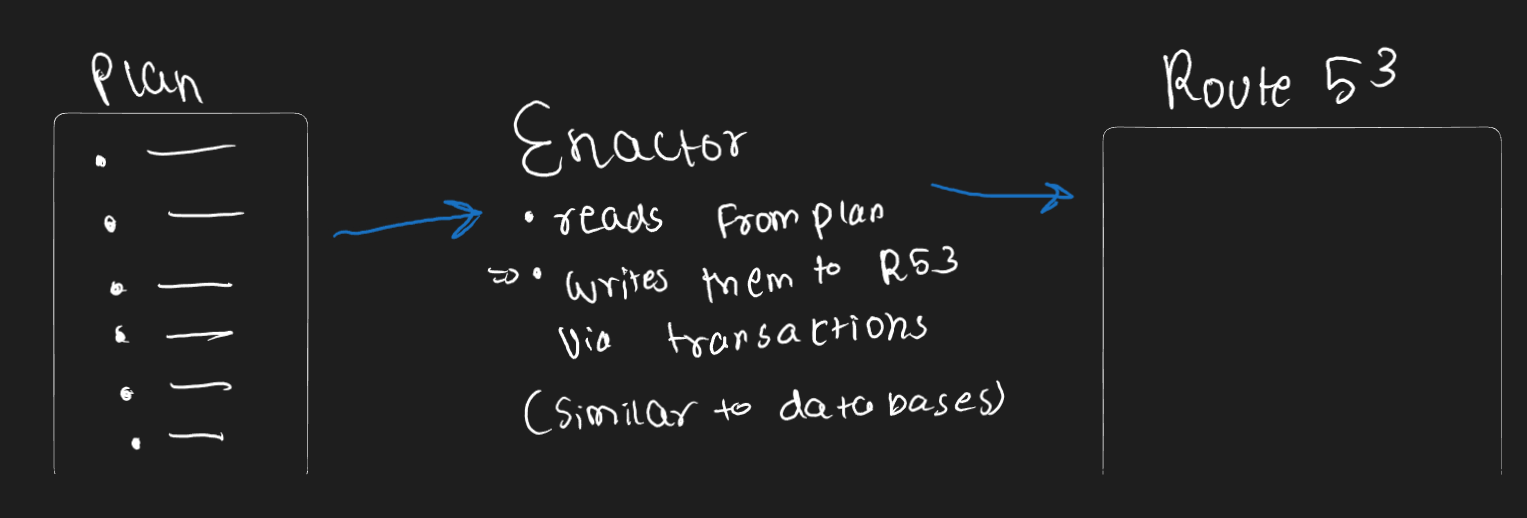 Plan
Enactor
• reads From plan
⇒ • writes them to R53
via transactions
(similar to databases)
Route 53